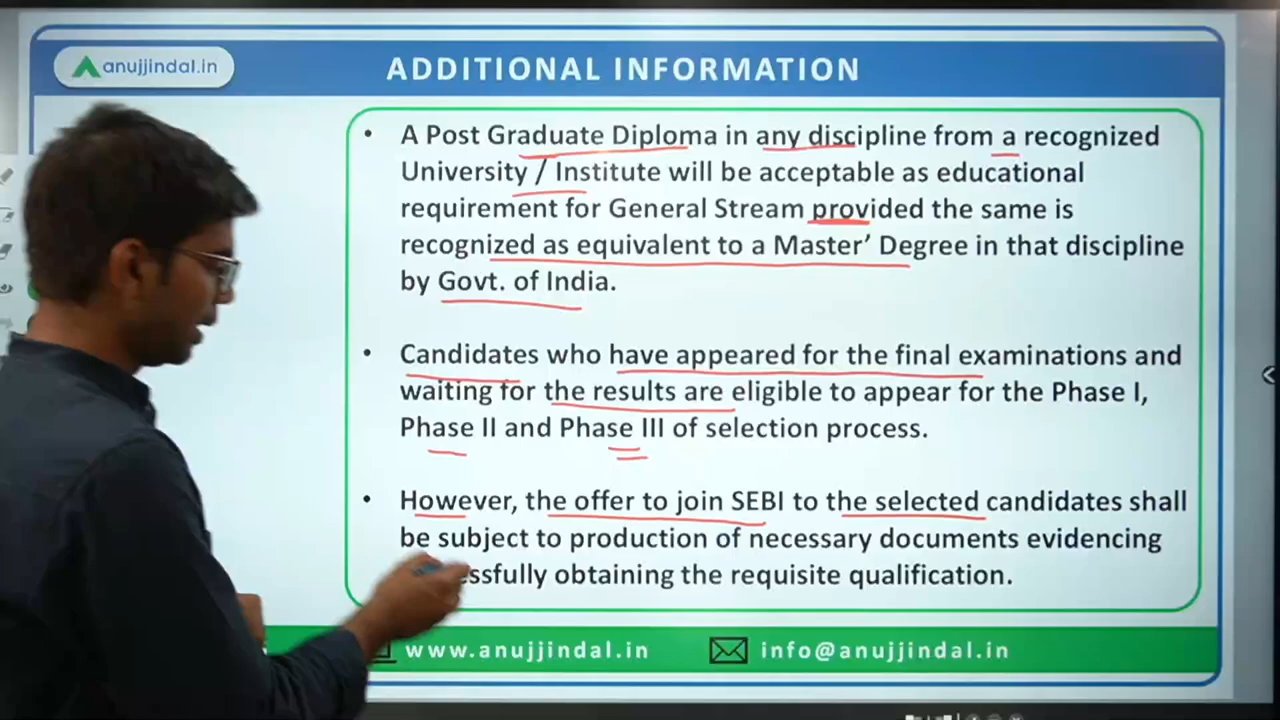 anujjindal.in
ADDITIONAL INFORMATION
• A Post Graduate Diploma in any discipline from a recognized
University / Institute will be acceptable as educational
requirement for General Stream provided the same is
recognized as equivalent to a Master’ Degree in that discipline
by Govt. of India.
• Candidates who have appeared for the final examinations and
waiting for the results are eligible to appear for the Phase I,
Phase II and Phase III of selection process.
• However, the offer to join SEBI to the selected candidates shall
be subject to production of necessary documents evidencing
obtaining the requisite qualification.
www.anujjindal.in
info@anujjindal.in